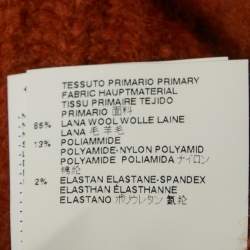 TESSUTO PRIMARIO PRIMARY
FABRIC HAUPTMATERIAL
TISSU PRIMAIRE TEJIDO
PRIMARIO 面料
85% LANA WOOL WOLLE LAINE
LANA 毛 羊毛
13% POLIAMMIDE
POLYAMIDE-NYLON POLYAMID
POLYAMIDE POLIAMIDA ナイロン
锦纶
2% ELASTAN ELASTANE-SPANDEX
ELASTHAN ÉLASTHANNE
ELASTANO ポリウレタン 氨纶